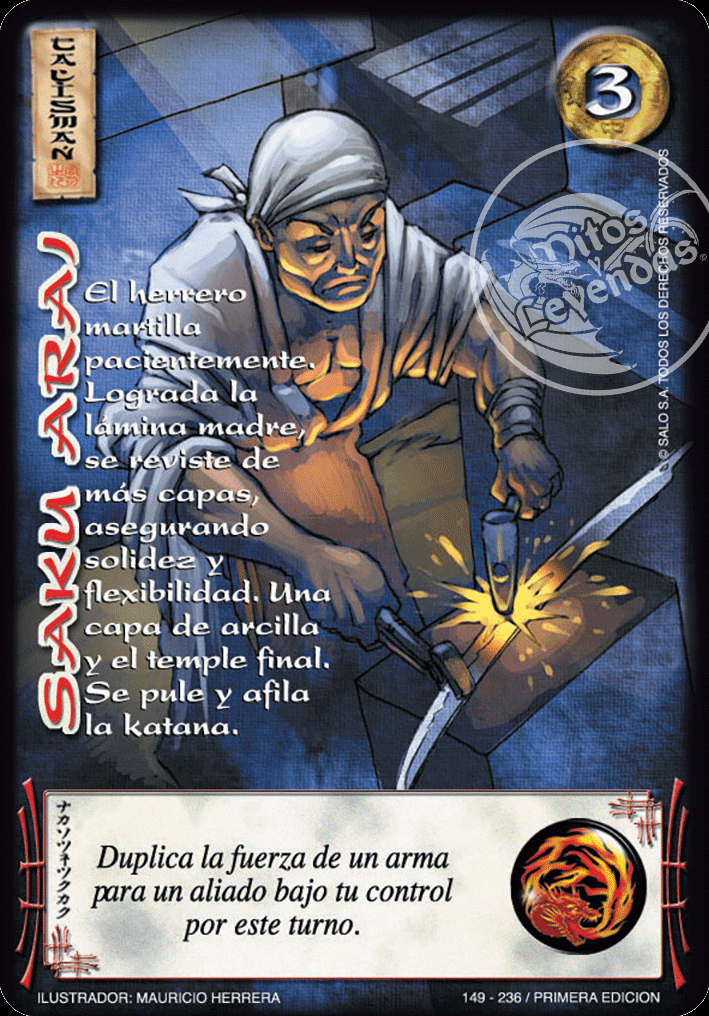 TALISMAN
3
Mitos y Leyendas
© SALO S.A. TODOS LOS DERECHOS RESERVADOS
SAKU ARAI
El herrero
martilla
pacientemente.
Lograda la
lámina madre,
se reviste de
más capas,
asegurando
solidez y
flexibilidad. Una
capa de arcilla
y el temple final.
Se pule y afila
la katana.
ナカソツネツクカク
Duplica la fuerza de un arma
para un aliado bajo tu control
por este turno.
ILUSTRADOR: MAURICIO HERRERA
149 - 236 / PRIMERA EDICION